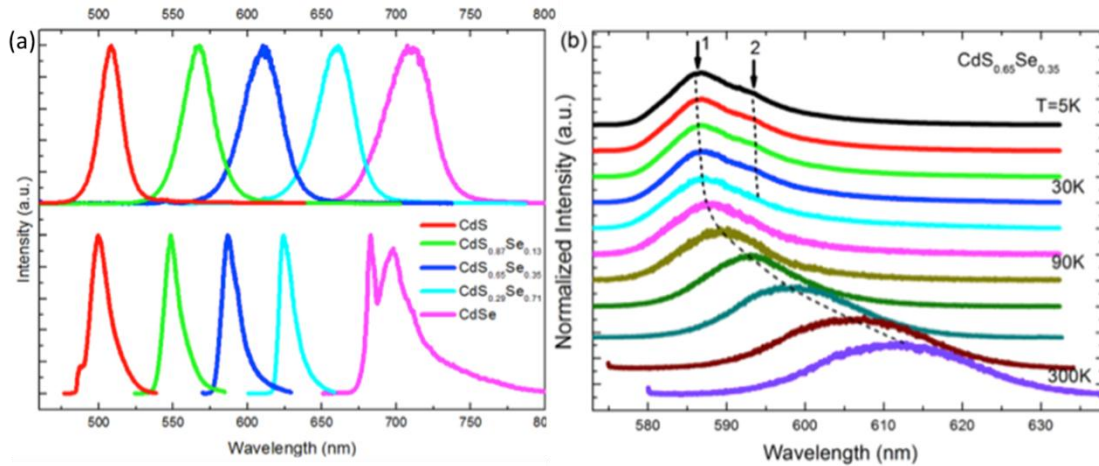 (a)
500 550 600 650 700 750 800
Intensity (a.u.)
CdS
CdS0.87Se0.13
CdS0.65Se0.35
CdS0.29Se0.71
CdSe
500 550 600 650 700 750 800
Wavelength (nm)
(b)
1 2
CdS0.65Se0.35
T=5K
30K
90K
300K
Normalized Intensity (a.u.)
580 590 600 610 620 630
Wavelength (nm)